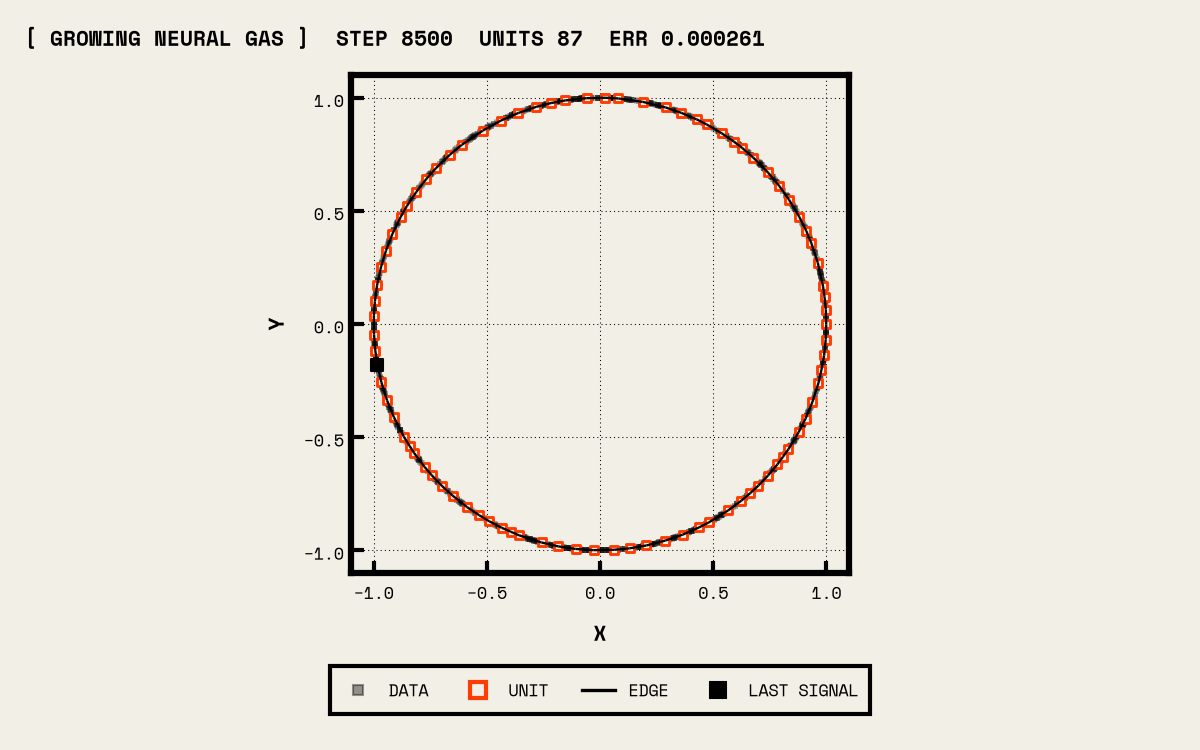 [ GROWING NEURAL GAS ]  STEP 8500  UNITS 87  ERR 0.000261
1.0
0.5
0.0
−0.5
−1.0
Y
−1.0  −0.5  0.0  0.5  1.0
X
DATA  UNIT  EDGE  LAST SIGNAL